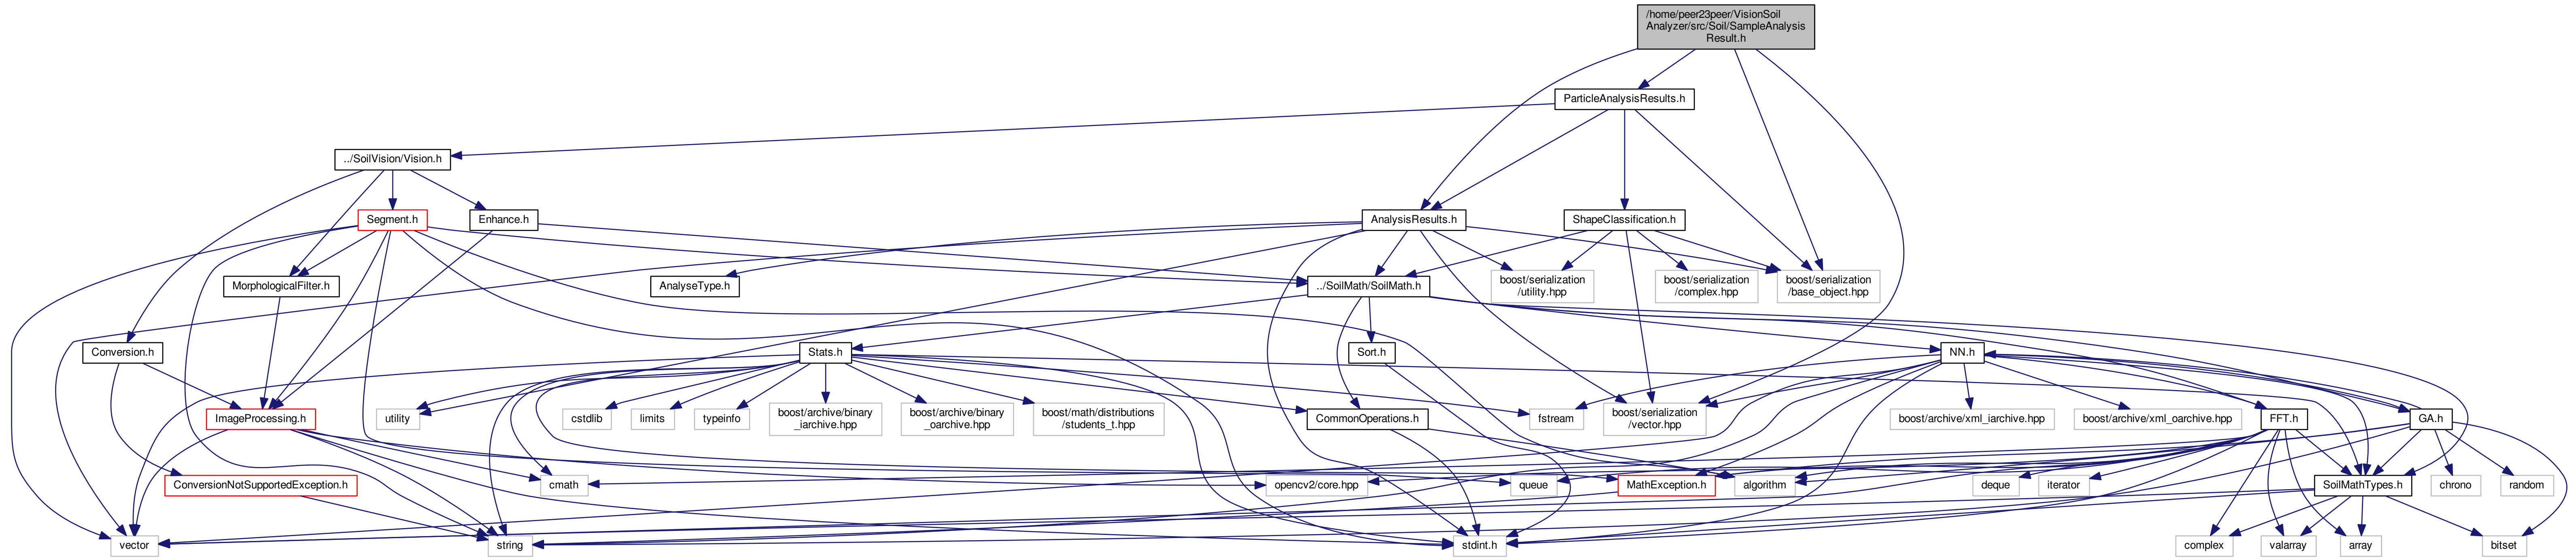 /home/peer23peer/VisionSoil
Analyzer/src/Soil/SampleAnalysis
Result.h
ParticleAnalysisResults.h
../SoilVision/Vision.h
Segment.h
Enhance.h
AnalysisResults.h
ShapeClassification.h
MorphologicalFilter.h
AnalyseType.h
../SoilMath/SoilMath.h
boost/serialization
/utility.hpp
boost/serialization
/complex.hpp
boost/serialization
/base_object.hpp
Conversion.h
Stats.h
Sort.h
NN.h
ImageProcessing.h
utility
cstdlib
limits
typeinfo
boost/archive/binary
_iarchive.hpp
boost/archive/binary
_oarchive.hpp
boost/math/distributions
/students_t.hpp
CommonOperations.h
fstream
boost/serialization
/vector.hpp
boost/archive/xml_iarchive.hpp
boost/archive/xml_oarchive.hpp
FFT.h
GA.h
ConversionNotSupportedException.h
cmath
opencv2/core.hpp
queue
MathException.h
algorithm
deque
iterator
SoilMathTypes.h
chrono
random
vector
string
stdint.h
complex
valarray
array
bitset